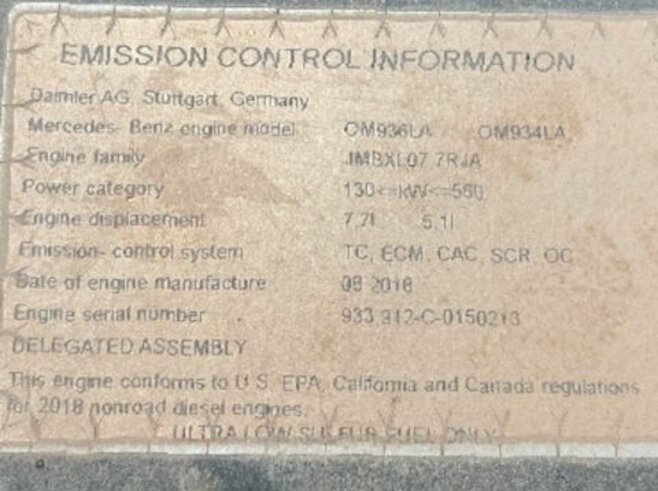 EMISSION CONTROL INFORMATION
Daimler AG, Stuttgart, Germany
Mercedes- Benz engine model OM936LA OM934LA
Engine family JMBXL07.7RJA
Power category 130<=kW<=560
Engine displacement 7,7l 5,1l
Emission- control system TC, ECM, CAC, SCR, OC
Date of engine manufacture 08 2018
Engine serial number 933.912-C-0150213
DELEGATED ASSEMBLY
This engine conforms to U.S. EPA, California and Canada regulations
for 2018 nonroad diesel engines.
ULTRA LOW SULFUR FUEL ONLY